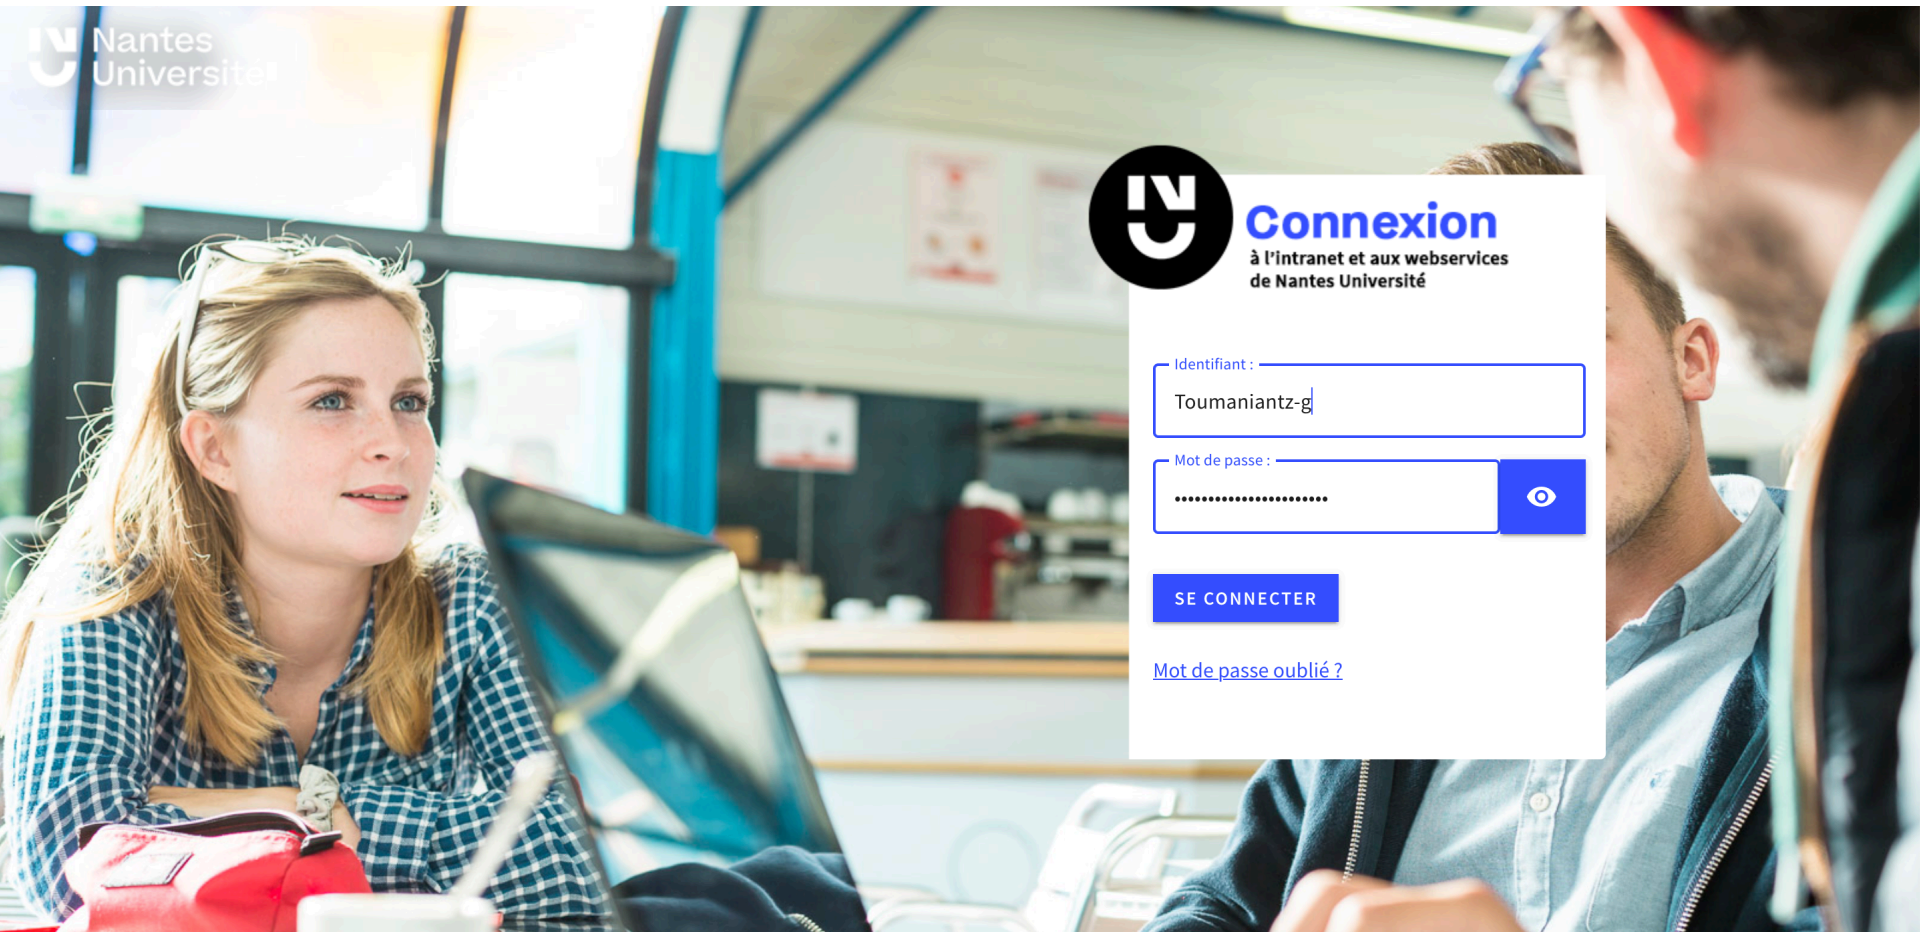 Nantes
Université
Connexion
à l'intranet et aux webservices
de Nantes Université
Identifiant :
Toumaniantz-g
Mot de passe :
•••••••••••••••••••••••
SE CONNECTER
Mot de passe oublié ?